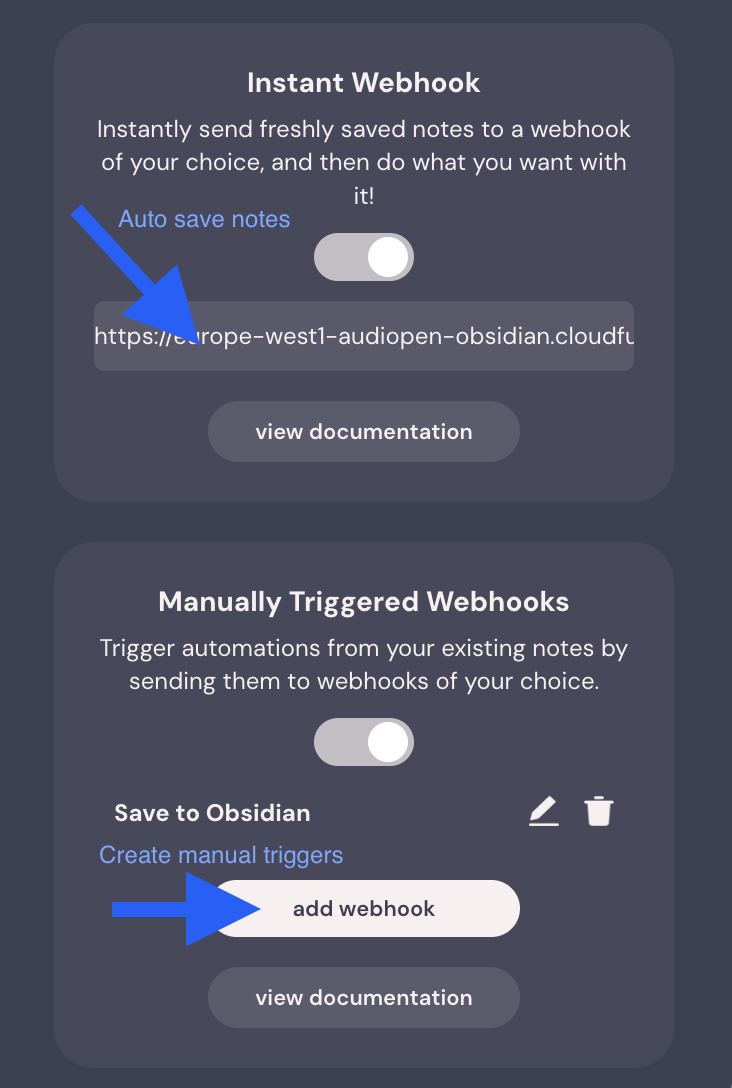 Instant Webhook
Instantly send freshly saved notes to a webhook
of your choice, and then do what you want with
it!
Auto save notes
https://europe-west1-audiopen-obsidian.cloudfu
view documentation
Manually Triggered Webhooks
Trigger automations from your existing notes by
sending them to webhooks of your choice.
Save to Obsidian
Create manual triggers
add webhook
view documentation